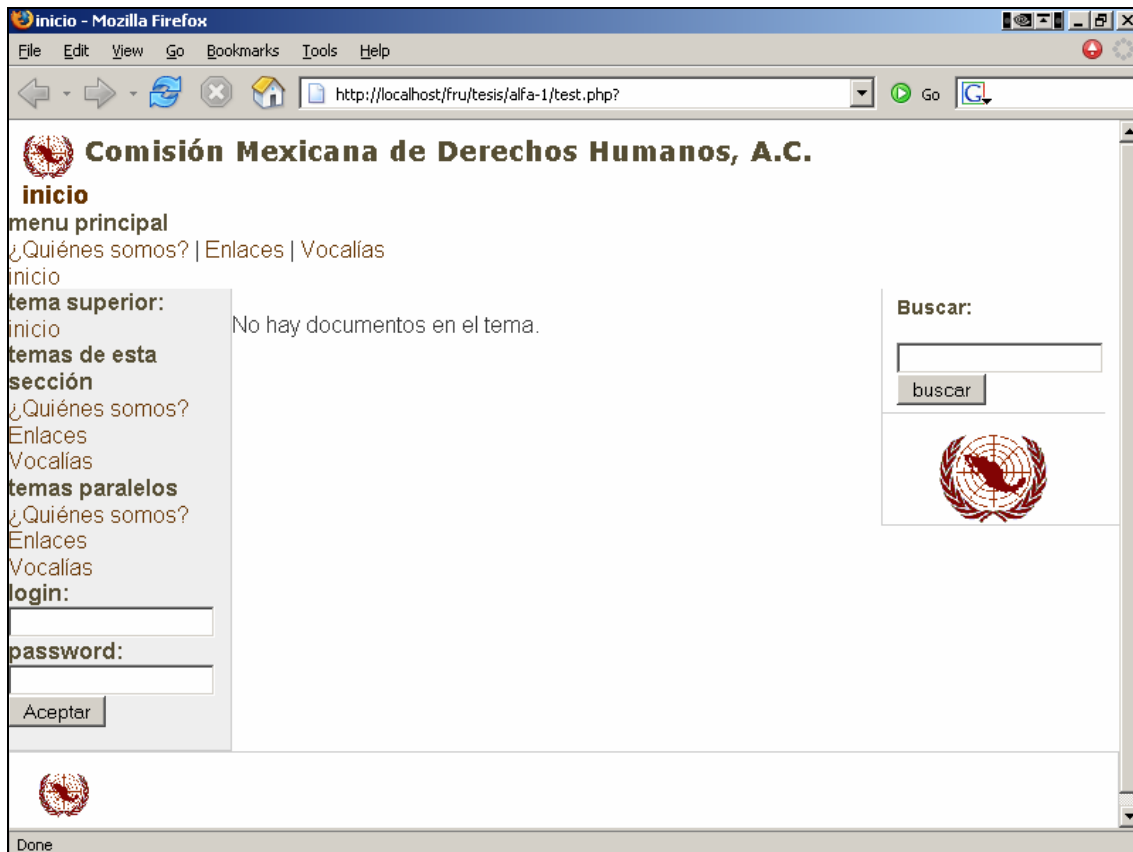 inicio - Mozilla Firefox
File Edit View Go Bookmarks Tools Help
http://localhost/fru/tesis/alfa-1/test.php? Go G
Comisión Mexicana de Derechos Humanos, A.C.
inicio
menu principal
¿Quiénes somos? | Enlaces | Vocalías
inicio
tema superior:
inicio
temas de esta
sección
¿Quiénes somos?
Enlaces
Vocalías
temas paralelos
¿Quiénes somos?
Enlaces
Vocalías
login:
password:
Aceptar
No hay documentos en el tema.
Buscar:
buscar
Done